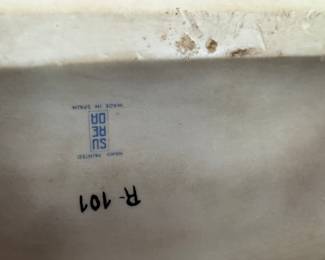 R-101
HAND PAINTED
SU
RE
DA
MADE IN SPAIN